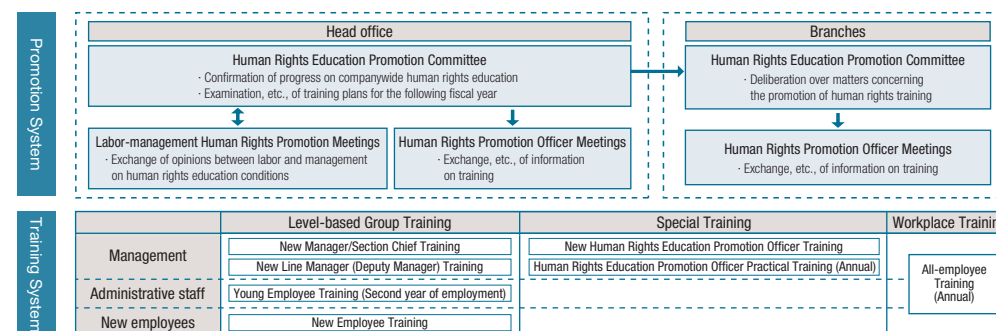 Promotion System
Head office
Human Rights Education Promotion Committee
· Confirmation of progress on companywide human rights education
· Examination, etc., of training plans for the following fiscal year
Labor-management Human Rights Promotion Meetings
· Exchange of opinions between labor and management
on human rights education conditions
Human Rights Promotion Officer Meetings
· Exchange, etc., of information
on training
Branches
Human Rights Education Promotion Committee
· Deliberation over matters concerning
the promotion of human rights training
Human Rights Promotion Officer Meetings
· Exchange, etc., of information on training
Training System
Level-based Group Training
Special Training
Workplace Trainin
Management
New Manager/Section Chief Training
New Human Rights Education Promotion Officer Training
New Line Manager (Deputy Manager) Training
Human Rights Education Promotion Officer Practical Training (Annual)
All-employee
Training
(Annual)
Administrative staff
Young Employee Training (Second year of employment)
New employees
New Employee Training